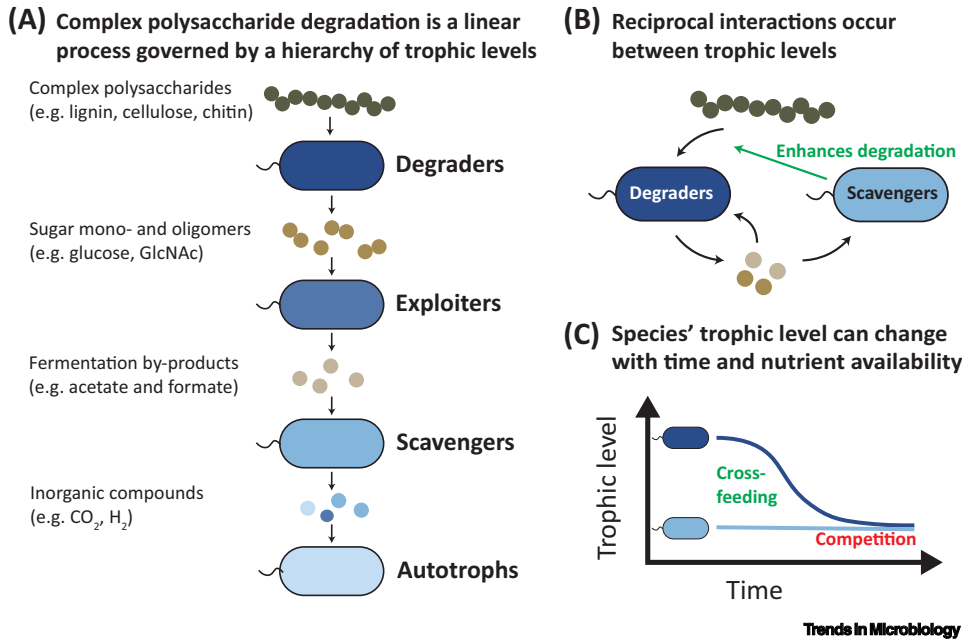 (A) Complex polysaccharide degradation is a linear
process governed by a hierarchy of trophic levels
Complex polysaccharides
(e.g. lignin, cellulose, chitin)
Degraders
Sugar mono- and oligomers
(e.g. glucose, GlcNAc)
Exploiters
Fermentation by-products
(e.g. acetate and formate)
Scavengers
Inorganic compounds
(e.g. CO₂, H₂)
Autotrophs
(B) Reciprocal interactions occur
between trophic levels
Enhances degradation
Degraders
Scavengers
(C) Species’ trophic level can change
with time and nutrient availability
Trophic level
Cross-
feeding
Competition
Time
Trends in Microbiology